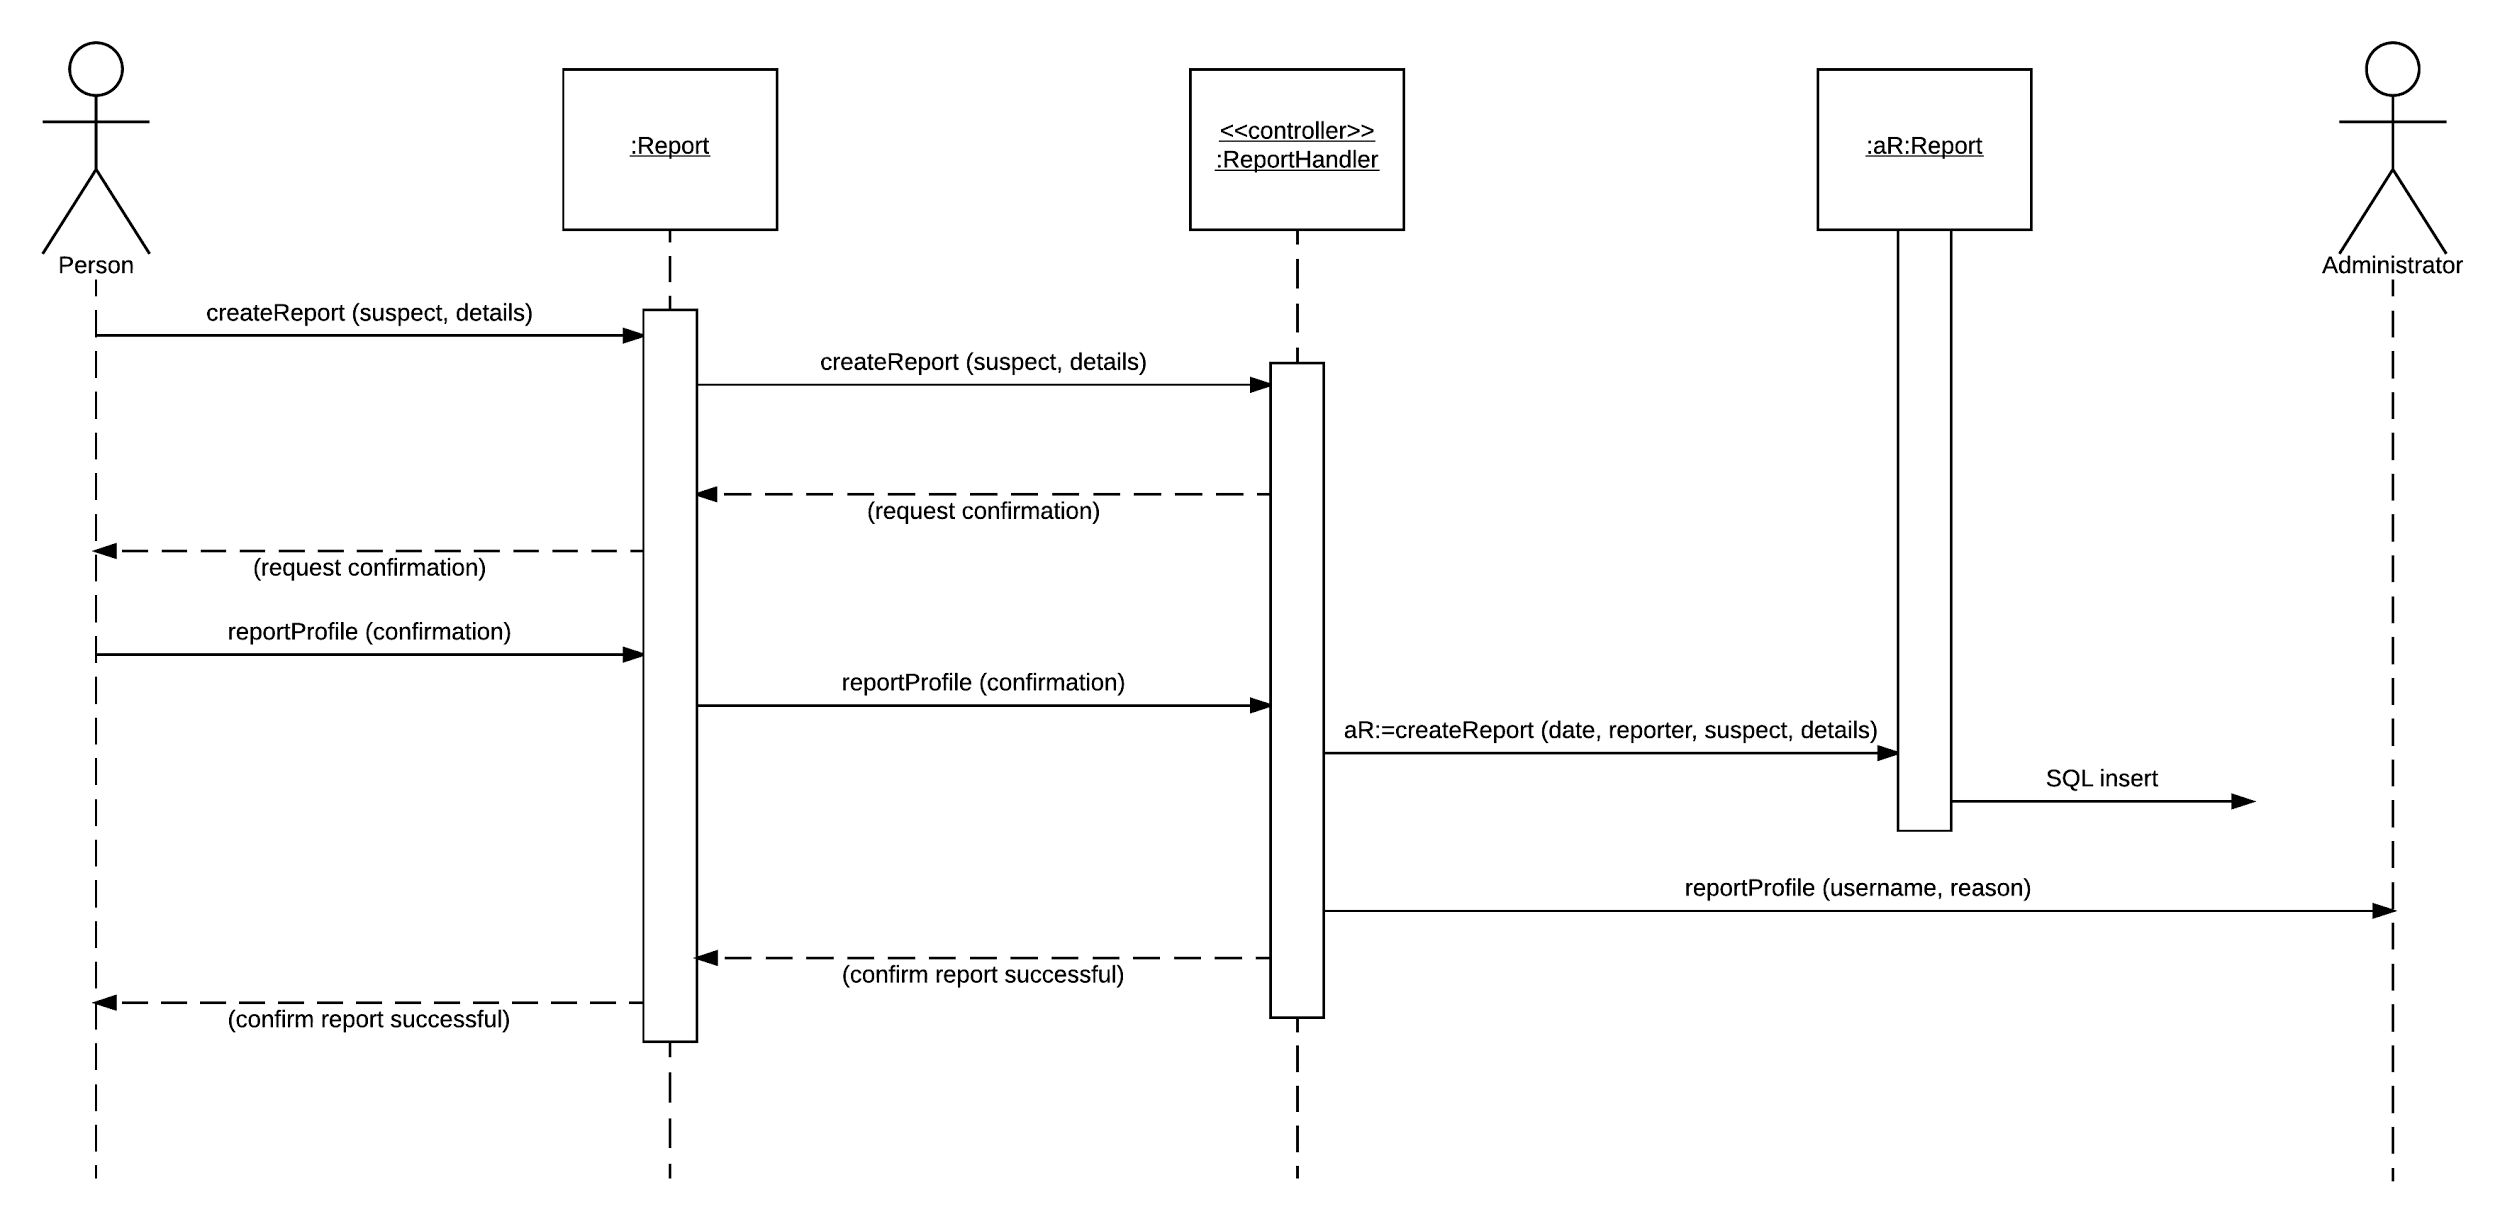 :Report
<<controller>>
:ReportHandler
:aR:Report
Person
Administrator
createReport (suspect, details)
createReport (suspect, details)
(request confirmation)
(request confirmation)
reportProfile (confirmation)
reportProfile (confirmation)
aR:=createReport (date, reporter, suspect, details)
SQL insert
reportProfile (username, reason)
(confirm report successful)
(confirm report successful)